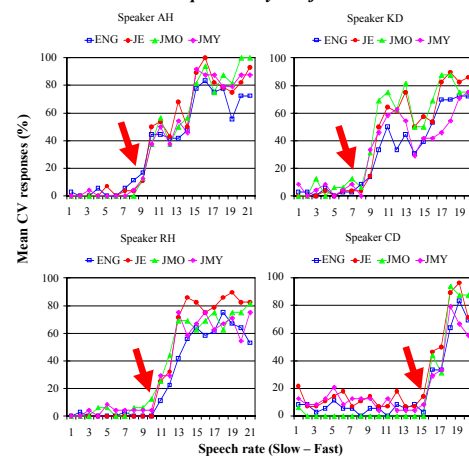 Speaker AH
ENG JE JMO JMY
100
80
60
40
20
0
1 3 5 7 9 11 13 15 17 19 21
Speaker KD
ENG JE JMO JMY
100
80
60
40
20
0
1 3 5 7 9 11 13 15 17 19 21
Mean CV responses (%)
Speaker RH
ENG JE JMO JMY
100
80
60
40
20
0
1 3 5 7 9 11 13 15 17 19 21
Speaker CD
ENG JE JMO JMY
100
80
60
40
20
0
1 3 5 7 9 11 13 15 17 19
Speech rate (Slow – Fast)